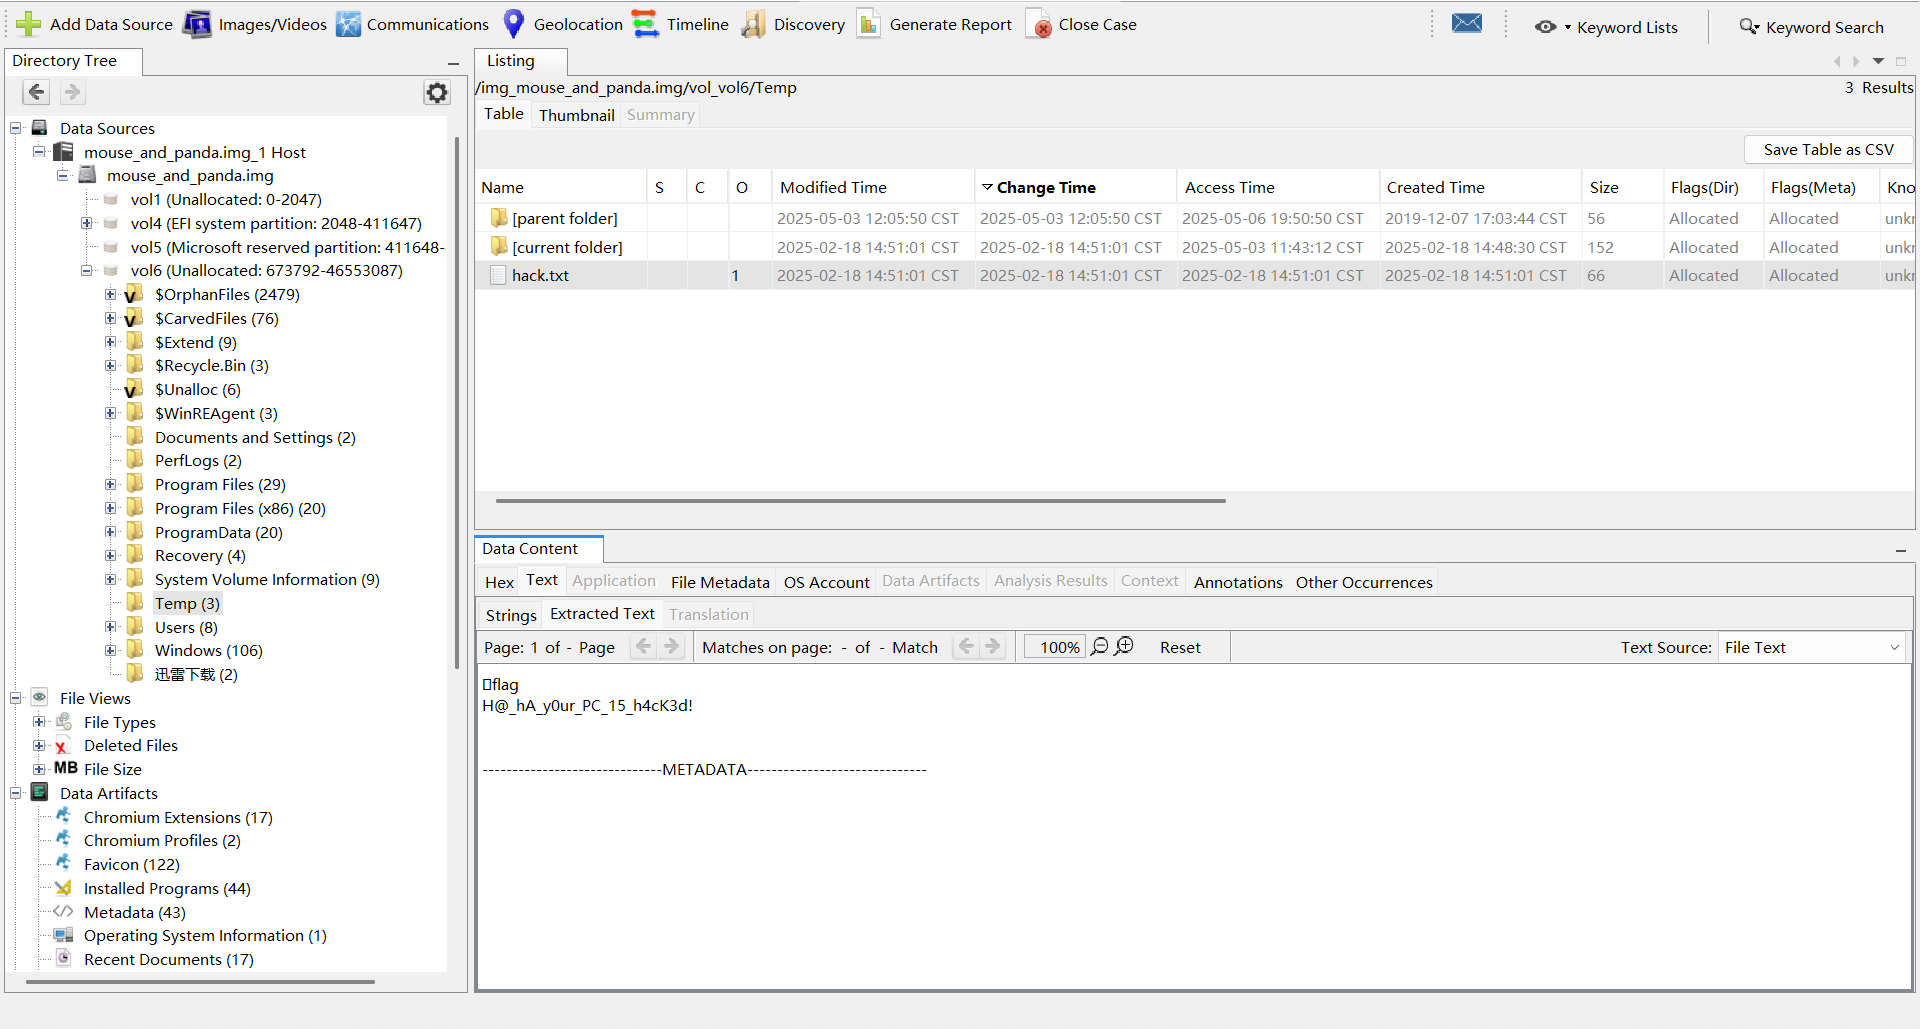 Add Data Source Images/Videos Communications Geolocation Timeline Discovery Generate Report Close Case Keyword Lists Keyword Search
Directory Tree
Data Sources
mouse_and_panda.img_1 Host
mouse_and_panda.img
vol1 (Unallocated: 0-2047)
vol4 (EFI system partition: 2048-411647)
vol5 (Microsoft reserved partition: 411648-
vol6 (Unallocated: 673792-46553087)
$OrphanFiles (2479)
$CarvedFiles (76)
$Extend (9)
$Recycle.Bin (3)
$Unalloc (6)
$WinREAgent (3)
Documents and Settings (2)
PerfLogs (2)
Program Files (29)
Program Files (x86) (20)
ProgramData (20)
Recovery (4)
System Volume Information (9)
Temp (3)
Users (8)
Windows (106)
迅雷下载 (2)
File Views
File Types
Deleted Files
MB File Size
Data Artifacts
Chromium Extensions (17)
Chromium Profiles (2)
Favicon (122)
Installed Programs (44)
Metadata (43)
Operating System Information (1)
Recent Documents (17)
Listing
/img_mouse_and_panda.img/vol_vol6/Temp
3 Results
Table Thumbnail Summary
Save Table as CSV
Name S C O Modified Time Change Time Access Time Created Time Size Flags(Dir) Flags(Meta) Kno
[parent folder] 2025-05-03 12:05:50 CST 2025-05-03 12:05:50 CST 2025-05-06 19:50:50 CST 2019-12-07 17:03:44 CST 56 Allocated Allocated unkn
[current folder] 2025-02-18 14:51:01 CST 2025-02-18 14:51:01 CST 2025-05-03 11:43:12 CST 2025-02-18 14:48:30 CST 152 Allocated Allocated unkn
hack.txt 1 2025-02-18 14:51:01 CST 2025-02-18 14:51:01 CST 2025-02-18 14:51:01 CST 2025-02-18 14:51:01 CST 66 Allocated Allocated unkn
Data Content
Hex Text Application File Metadata OS Account Data Artifacts Analysis Results Context Annotations Other Occurrences
Strings Extracted Text Translation
Page: 1 of - Page Matches on page: - of - Match 100% Reset Text Source: File Text
flag
H@_hA_y0ur_PC_15_h4cK3d!
------------------------------METADATA------------------------------